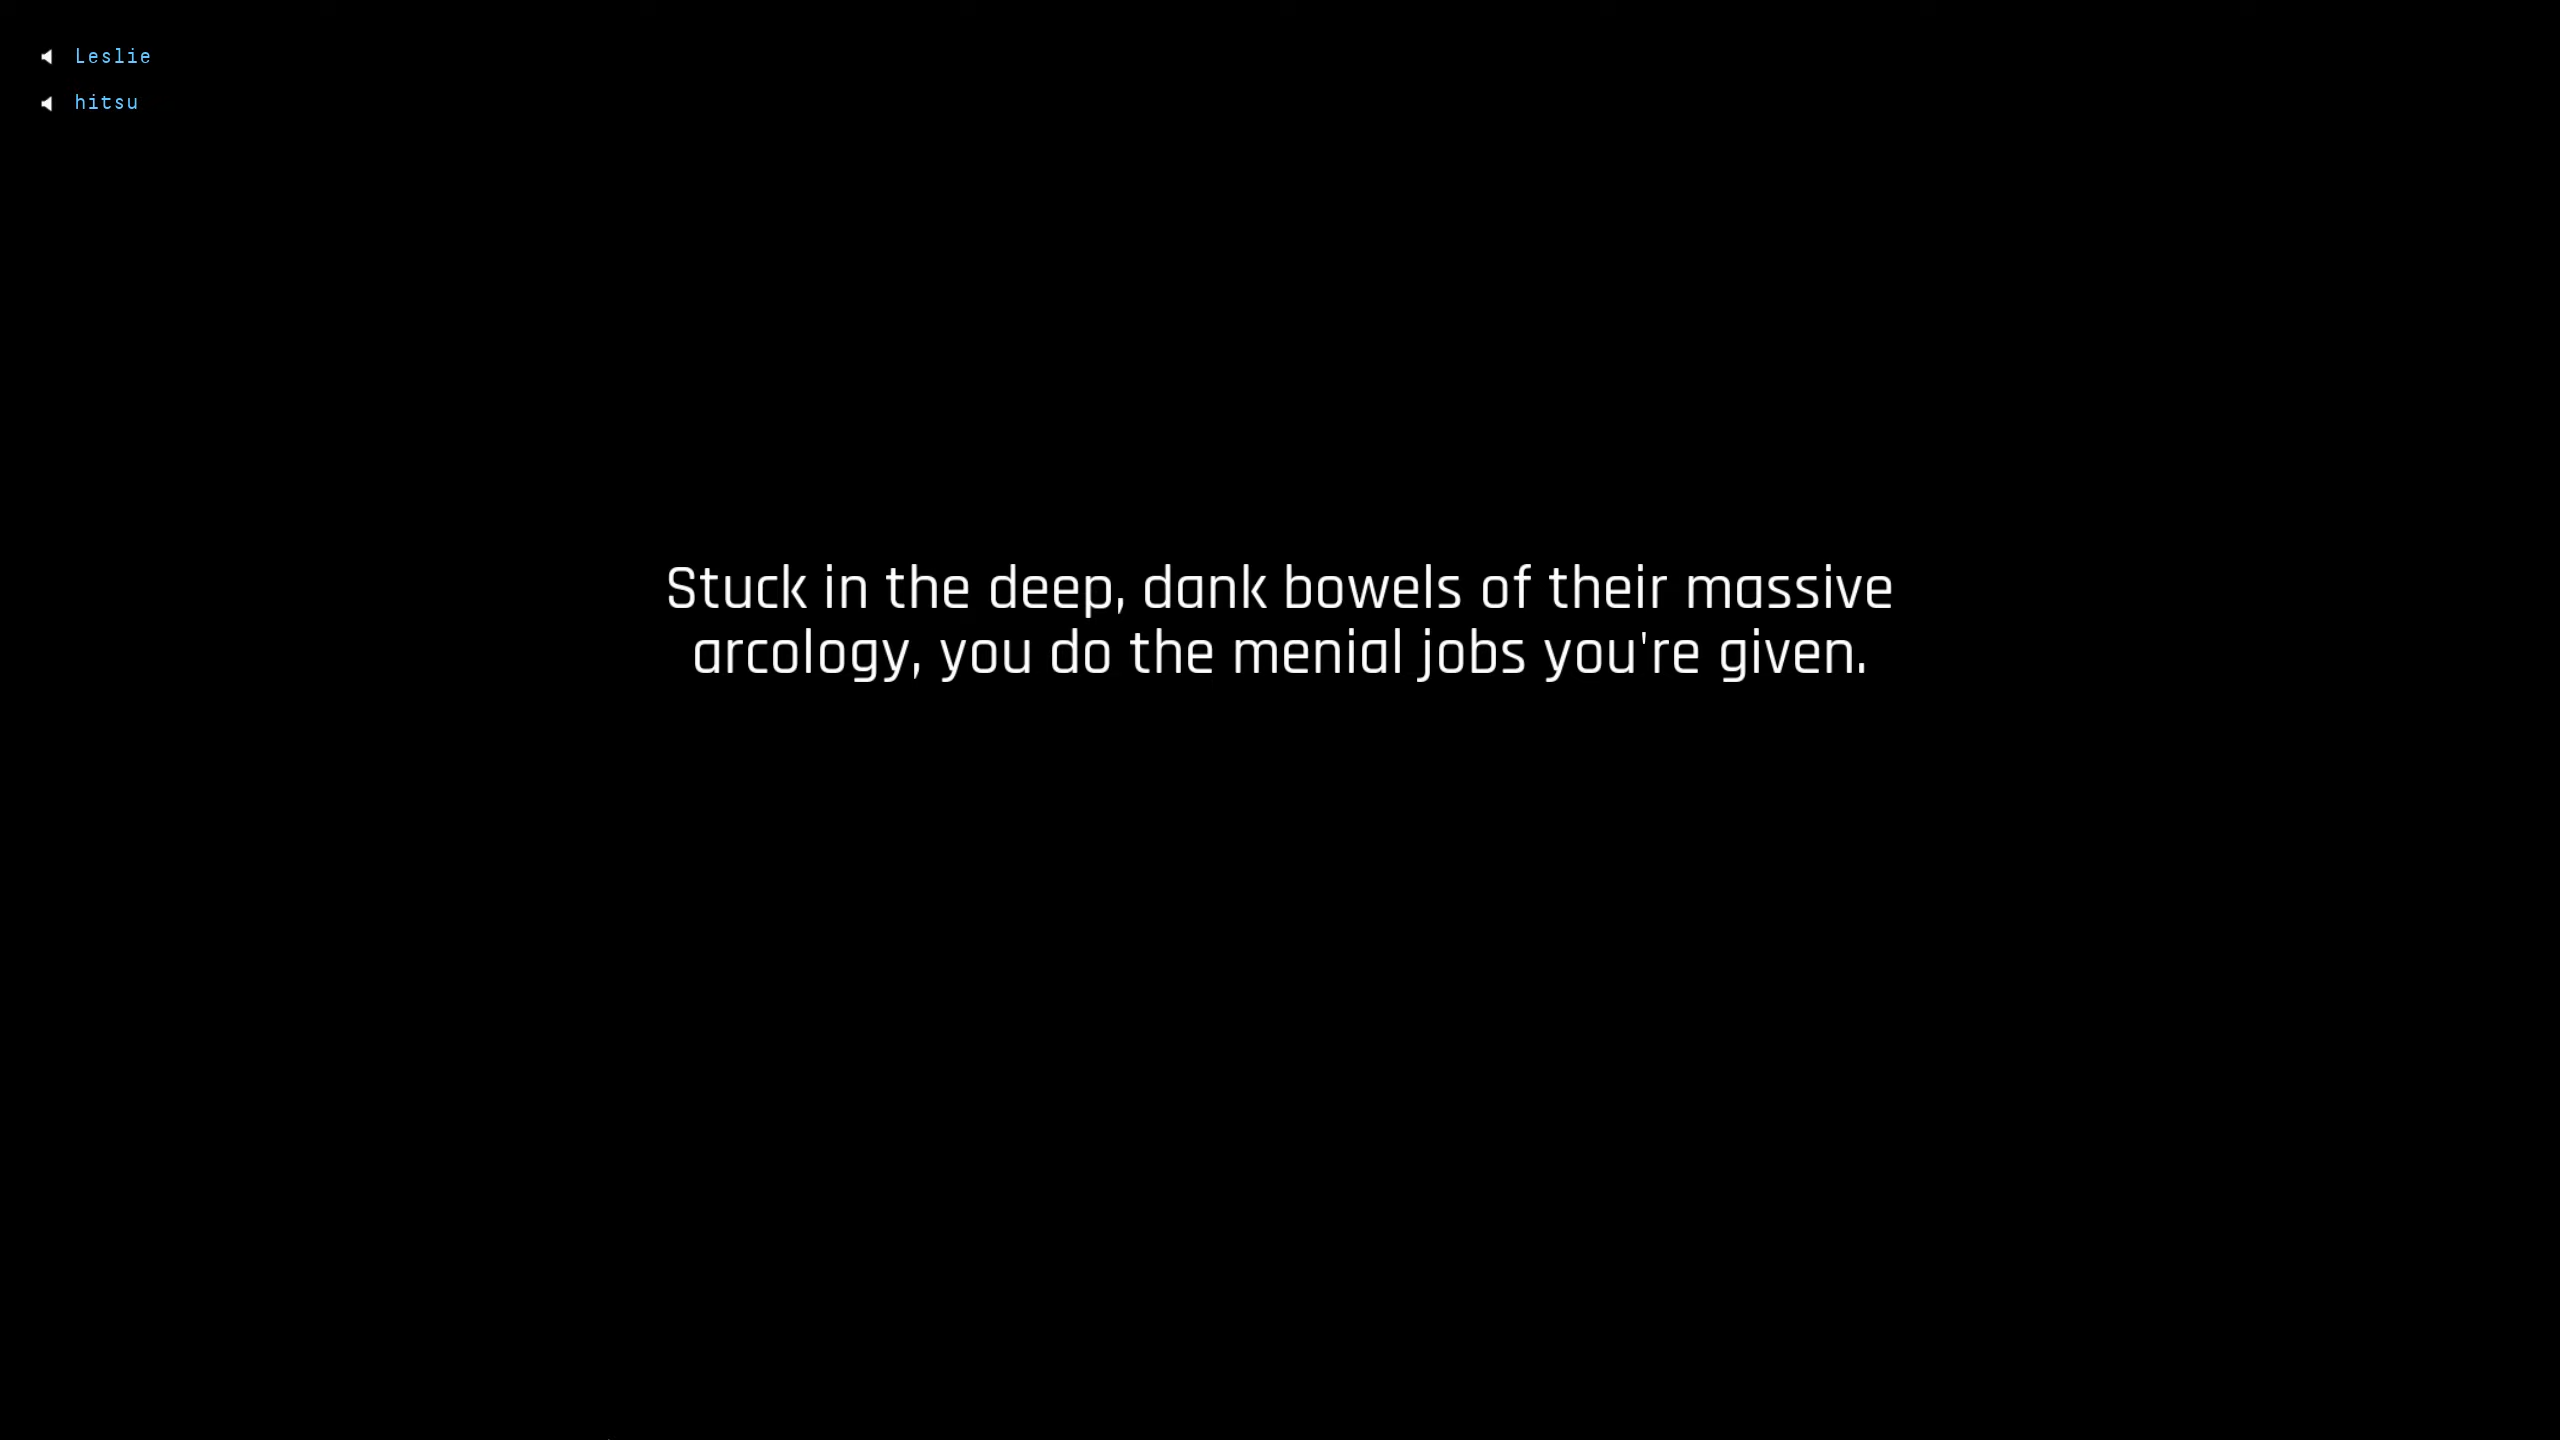 Leslie
hitsu
Stuck in the deep, dank bowels of their massive
arcology, you do the menial jobs you're given.